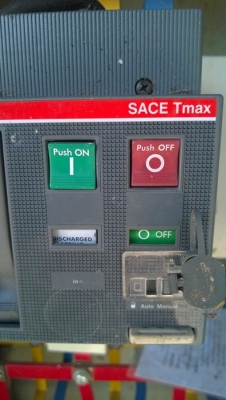 SACE Tmax
Push ON
I
Push OFF
O
DISCHARGED
O OFF
Auto Manual